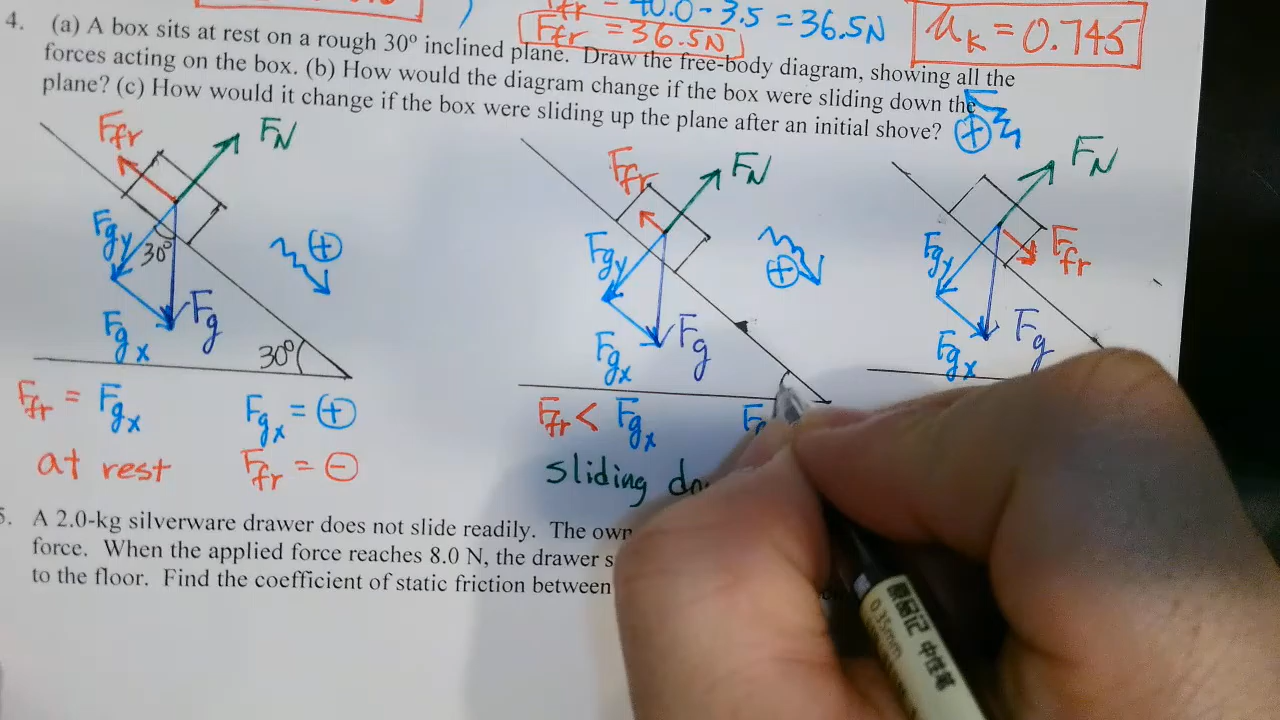 = 40.0 - 3.5 = 36.5N
Ffr = 36.5N
μK = 0.745
4. (a) A box sits at rest on a rough 30° inclined plane. Draw the free-body diagram, showing all the
forces acting on the box. (b) How would the diagram change if the box were sliding down the
plane? (c) How would it change if the box were sliding up the plane after an initial shove?
Ffr FN
Fgy 30° ⊕
Fg
Fgx 30°
Ffr = Fgx Fgx = ⊕
at rest Ffr = ⊖
Ffr FN
Fgy ⊕
Fg
Fgx
Ffr < Fgx
sliding
⊕
FN
Fgy Ffr
Fg
Fgx
5. A 2.0-kg silverware drawer does not slide readily. The
force. When the applied force reaches 8.0 N, the drawer
to the floor. Find the coefficient of static friction between
0.35mm
中性笔